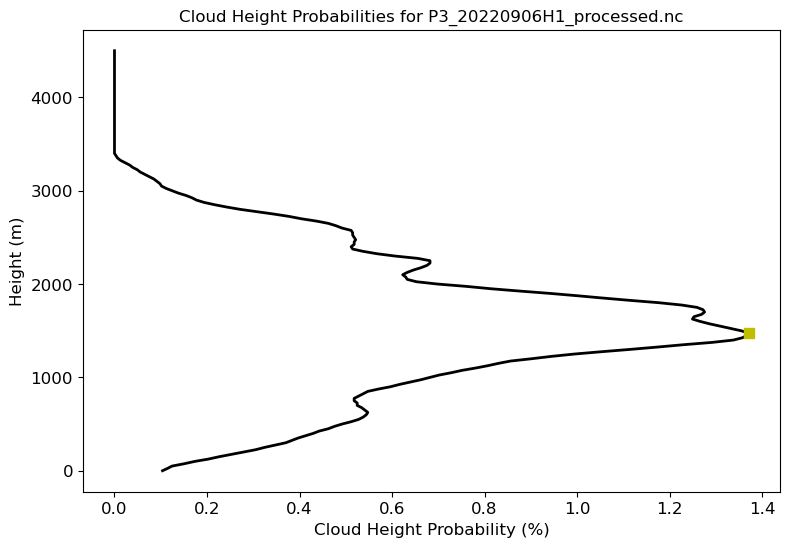 Cloud Height Probabilities for P3_20220906H1_processed.nc
4000
3000
2000
1000
0
Height (m)
0.0 0.2 0.4 0.6 0.8 1.0 1.2 1.4
Cloud Height Probability (%)